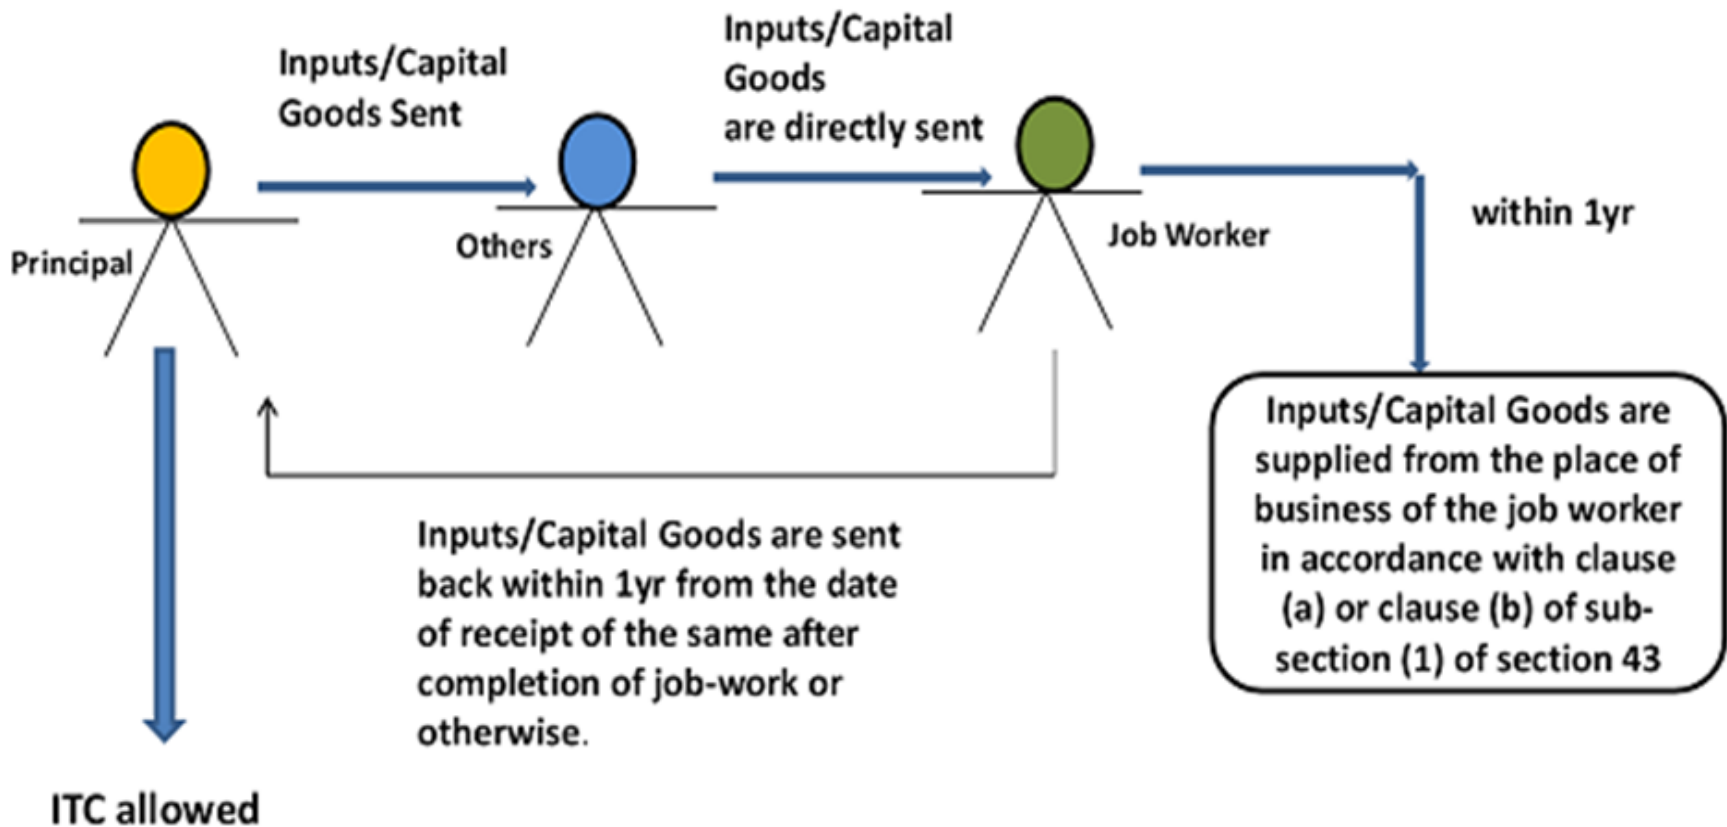 Inputs/Capital
Goods Sent
Inputs/Capital
Goods
are directly sent
Principal
Others
Job Worker
within 1yr
Inputs/Capital Goods are
supplied from the place of
business of the job worker
in accordance with clause
(a) or clause (b) of sub-
section (1) of section 43
Inputs/Capital Goods are sent
back within 1yr from the date
of receipt of the same after
completion of job-work or
otherwise.
ITC allowed